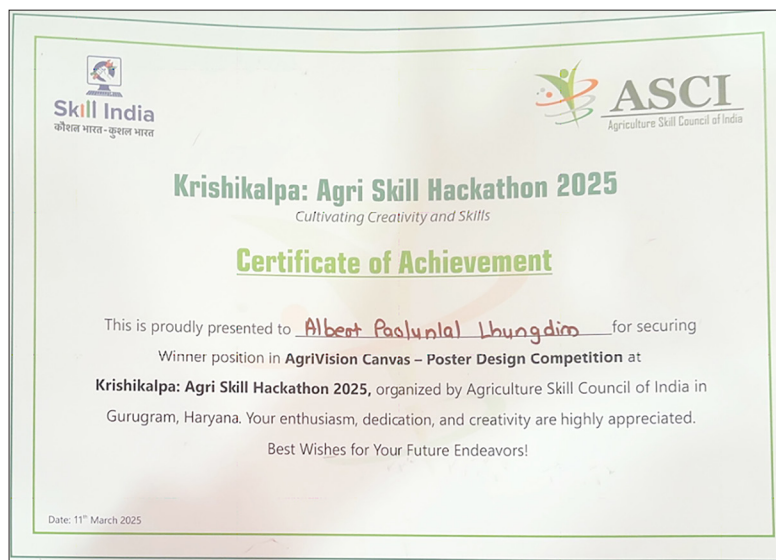 Skill India
कौशल भारत-कुशल भारत
ASCI
Agriculture Skill Council of India
Krishikalpa: Agri Skill Hackathon 2025
Cultivating Creativity and Skills
Certificate of Achievement
This is proudly presented to Albert Paolunlal Lhungdim for securing
Winner position in AgriVision Canvas – Poster Design Competition at
Krishikalpa: Agri Skill Hackathon 2025, organized by Agriculture Skill Council of India in
Gurugram, Haryana. Your enthusiasm, dedication, and creativity are highly appreciated.
Best Wishes for Your Future Endeavors!
Date: 11th March 2025